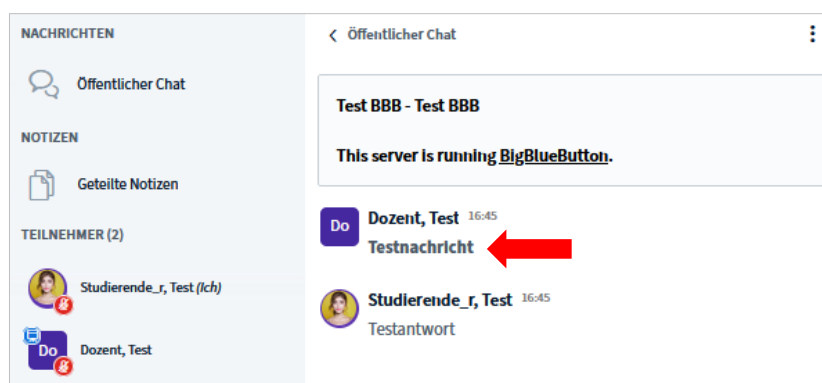 NACHRICHTEN
Öffentlicher Chat
NOTIZEN
Geteilte Notizen
TEILNEHMER (2)
Studierende_r, Test (Ich)
Do
Dozent, Test
Öffentlicher Chat
Test BBB - Test BBB
This server is running BigBlueButton.
Do
Dozent, Test 16:45
Testnachricht
Studierende_r, Test 16:45
Testantwort